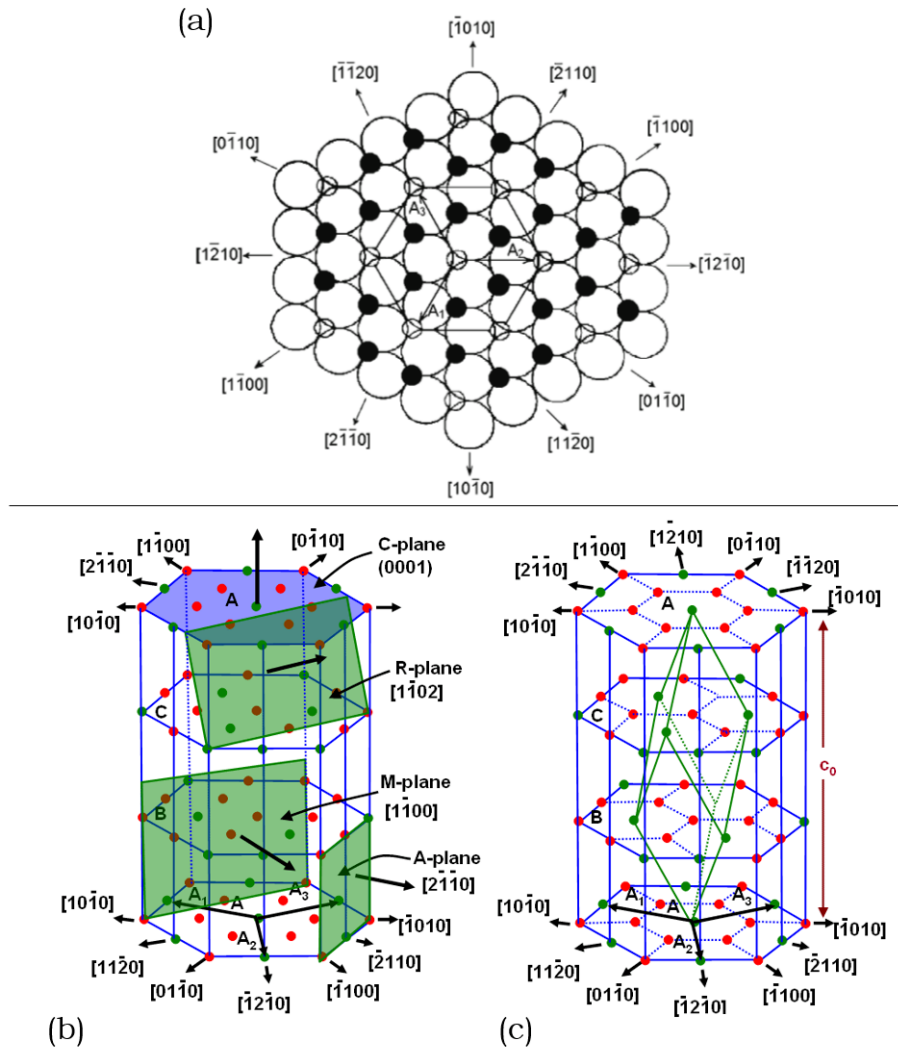 (a)
[1̄010]
[1̄1̄20]
[2̄110]
[01̄10]
[1̄100]
A3
[12̄10]
A2
[1̄21̄0]
A1
[11̄00]
[011̄0]
[21̄1̄0]
[112̄0]
[101̄0]
[01̄10]
[11̄00]
C-plane
(0001)
[21̄1̄0]
A
[101̄0]
R-plane
[11̄02]
C
M-plane
[11̄00]
B
A-plane
[21̄1̄0]
A1 A A3
[101̄0]
[1̄010]
A2
[112̄0]
[2̄110]
[011̄0]
[1̄21̄0]
[1̄100]
(b)
[12̄10]
[11̄00]
[01̄10]
[21̄1̄0]
[1̄1̄20]
A
[101̄0]
[1̄010]
C
c0
B
A1 A A3
[101̄0]
[1̄010]
A2
[112̄0]
[2̄110]
[011̄0]
[1̄21̄0]
[1̄100]
(c)